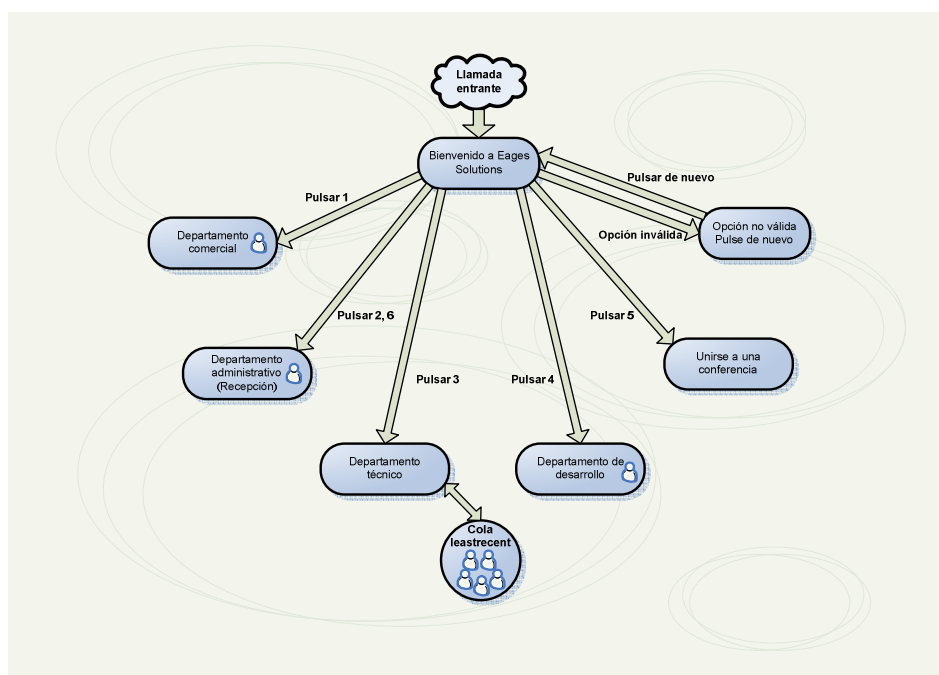 Llamada
entrante
Bienvenido a Eages
Solutions
Pulsar de nuevo
Pulsar 1
Opción no válida
Pulse de nuevo
Opción inválida
Departamento
comercial
Pulsar 2, 6
Pulsar 5
Departamento
administrativo
(Recepción)
Unirse a una
conferencia
Pulsar 3
Pulsar 4
Departamento
técnico
Departamento de
desarrollo
Cola
leastrecent